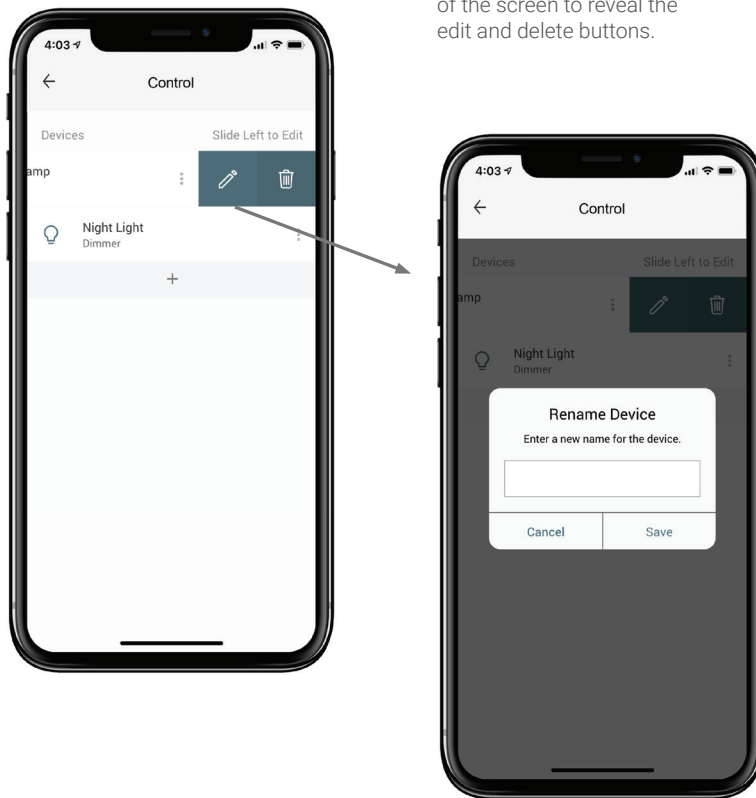 of the screen to reveal the
edit and delete buttons.
4:03
Control
Devices Slide Left to Edit
amp
Night Light
Dimmer
+
4:03
Control
Devices Slide Left to Edit
amp
Night Light
Dimmer
Rename Device
Enter a new name for the device.
Cancel Save